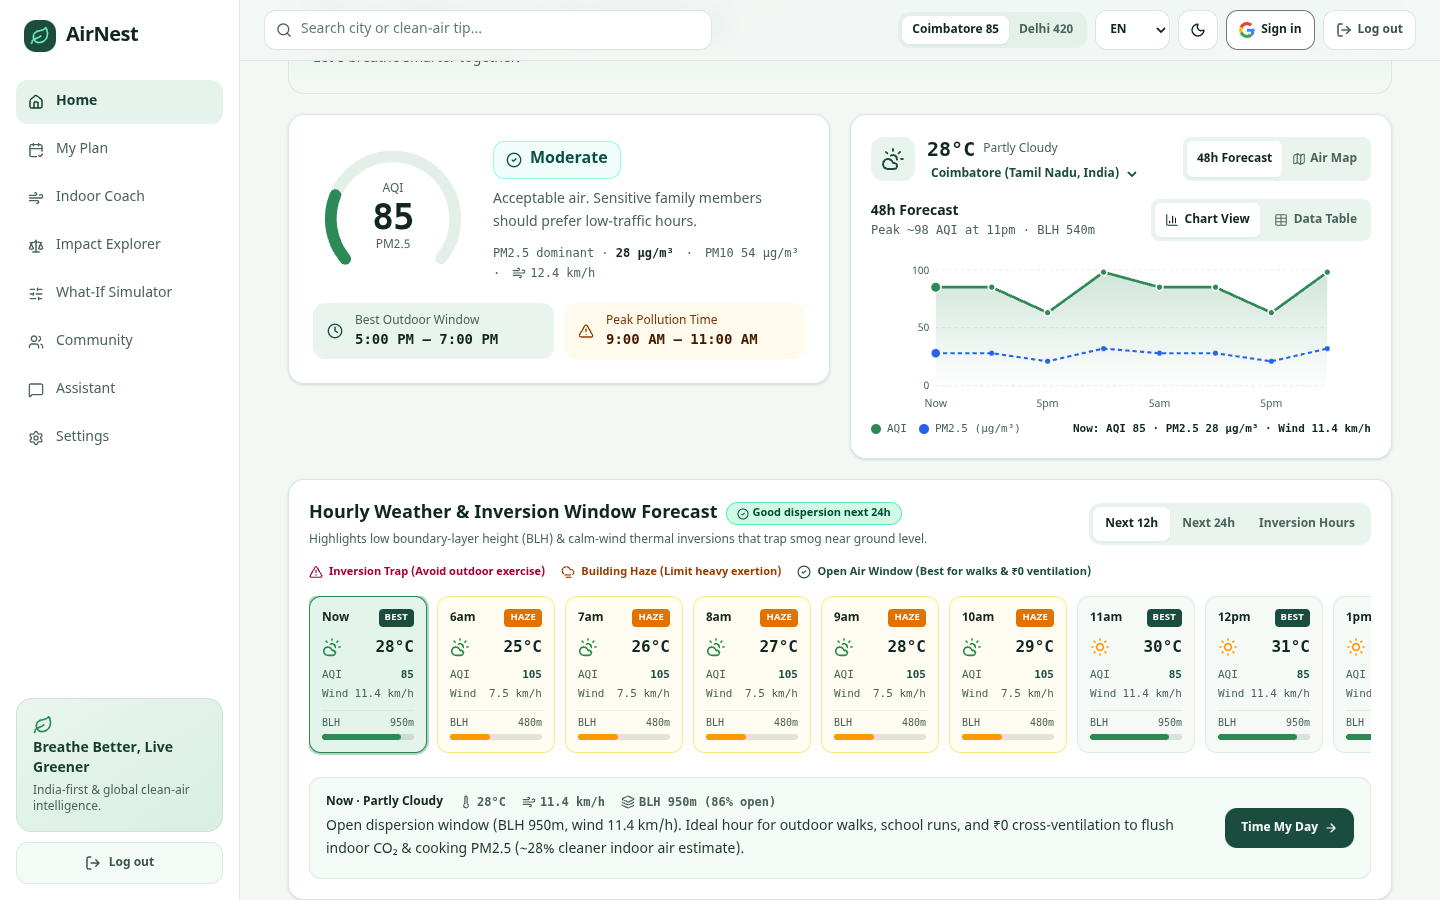 AirNest
Search city or clean-air tip...
Coimbatore 85
Delhi 420
EN
Sign in
Log out
Home
My Plan
Indoor Coach
Impact Explorer
What-If Simulator
Community
Assistant
Settings
Breathe Better, Live
Greener
India-first & global clean-air
intelligence.
Log out
AQI
85
PM2.5
Moderate
Acceptable air. Sensitive family members
should prefer low-traffic hours.
PM2.5 dominant · 28 µg/m³ · PM10 54 µg/m³
· 12.4 km/h
Best Outdoor Window
5:00 PM – 7:00 PM
Peak Pollution Time
9:00 AM – 11:00 AM
28°C Partly Cloudy
Coimbatore (Tamil Nadu, India)
48h Forecast
Air Map
48h Forecast
Peak ~98 AQI at 11pm · BLH 540m
Chart View
Data Table
100
50
0
Now 5pm 5am 5pm
AQI PM2.5 (µg/m³)
Now: AQI 85 · PM2.5 28 µg/m³ · Wind 11.4 km/h
Hourly Weather & Inversion Window Forecast
Good dispersion next 24h
Highlights low boundary-layer height (BLH) & calm-wind thermal inversions that trap smog near ground level.
Next 12h
Next 24h
Inversion Hours
Inversion Trap (Avoid outdoor exercise)
Building Haze (Limit heavy exertion)
Open Air Window (Best for walks & ₹0 ventilation)
Now BEST
28°C
AQI 85
Wind 11.4 km/h
BLH 950m
6am HAZE
25°C
AQI 105
Wind 7.5 km/h
BLH 480m
7am HAZE
26°C
AQI 105
Wind 7.5 km/h
BLH 480m
8am HAZE
27°C
AQI 105
Wind 7.5 km/h
BLH 480m
9am HAZE
28°C
AQI 105
Wind 7.5 km/h
BLH 480m
10am HAZE
29°C
AQI 105
Wind 7.5 km/h
BLH 480m
11am BEST
30°C
AQI 85
Wind 11.4 km/h
BLH 950m
12pm BEST
31°C
AQI 85
Wind 11.4 km/h
BLH 950m
1pm
AQI
Wind
BLH
Now · Partly Cloudy 28°C 11.4 km/h BLH 950m (86% open)
Open dispersion window (BLH 950m, wind 11.4 km/h). Ideal hour for outdoor walks, school runs, and ₹0 cross-ventilation to flush
indoor CO₂ & cooking PM2.5 (~28% cleaner indoor air estimate).
Time My Day